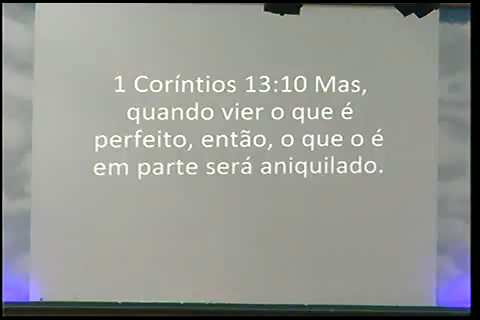 1 Coríntios 13:10 Mas,
quando vier o que é
perfeito, então, o que o é
em parte será aniquilado.